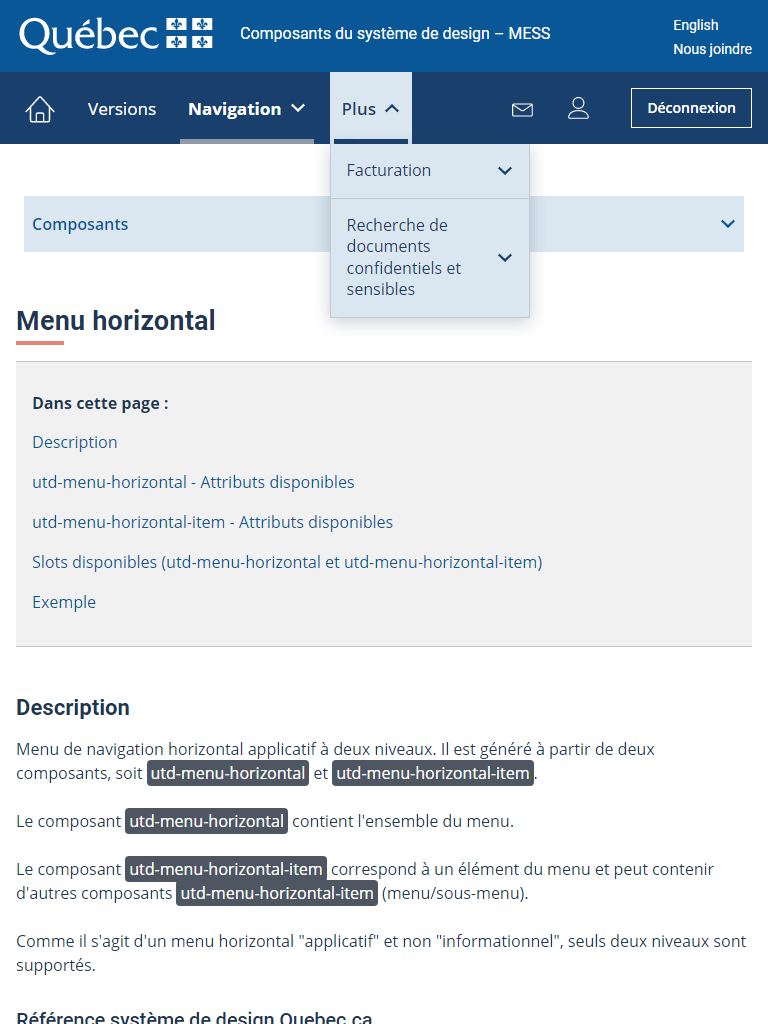 Québec
Composants du système de design – MESS
English
Nous joindre
Versions
Navigation
Plus
Déconnexion
Facturation
Recherche de
documents
confidentiels et
sensibles
Composants
Menu horizontal
Dans cette page :
Description
utd-menu-horizontal - Attributs disponibles
utd-menu-horizontal-item - Attributs disponibles
Slots disponibles (utd-menu-horizontal et utd-menu-horizontal-item)
Exemple
Description
Menu de navigation horizontal applicatif à deux niveaux. Il est généré à partir de deux
composants, soit utd-menu-horizontal et utd-menu-horizontal-item.
Le composant utd-menu-horizontal contient l'ensemble du menu.
Le composant utd-menu-horizontal-item correspond à un élément du menu et peut contenir
d'autres composants utd-menu-horizontal-item (menu/sous-menu).
Comme il s'agit d'un menu horizontal "applicatif" et non "informationnel", seuls deux niveaux sont
supportés.
Référence système de design Quebec.ca